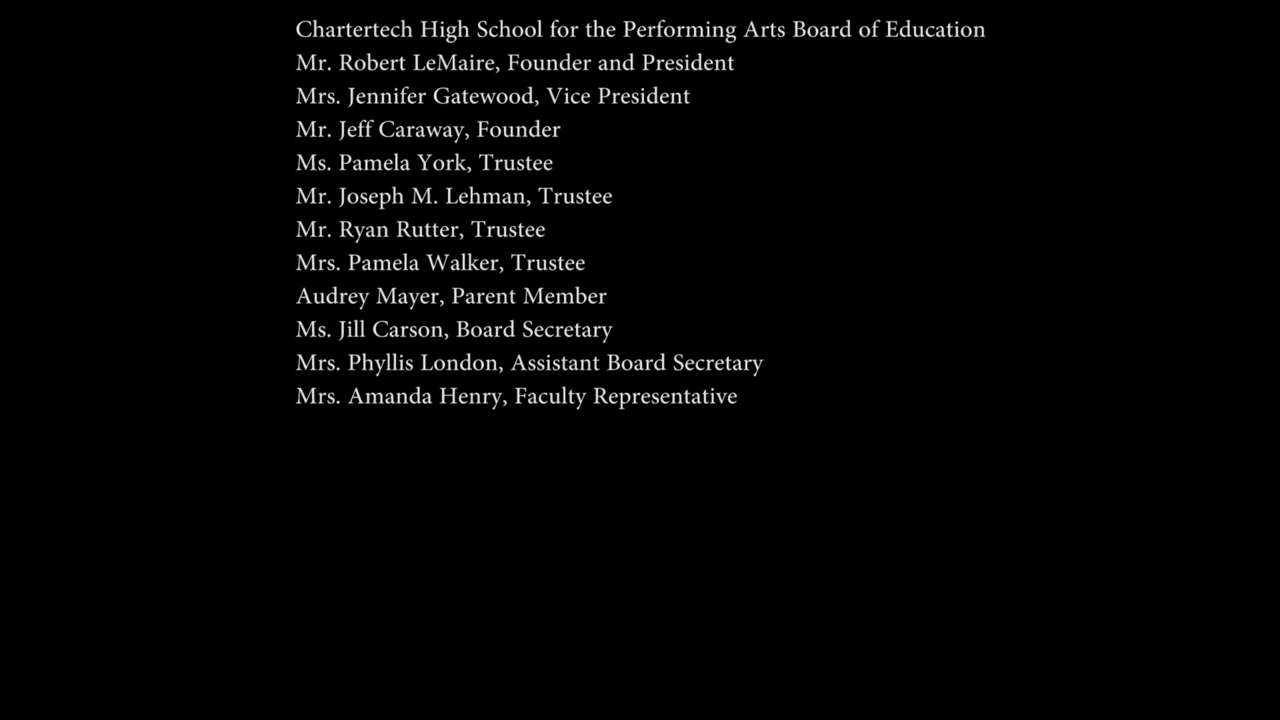 Chartertech High School for the Performing Arts Board of Education
Mr. Robert LeMaire, Founder and President
Mrs. Jennifer Gatewood, Vice President
Mr. Jeff Caraway, Founder
Ms. Pamela York, Trustee
Mr. Joseph M. Lehman, Trustee
Mr. Ryan Rutter, Trustee
Mrs. Pamela Walker, Trustee
Audrey Mayer, Parent Member
Ms. Jill Carson, Board Secretary
Mrs. Phyllis London, Assistant Board Secretary
Mrs. Amanda Henry, Faculty Representative